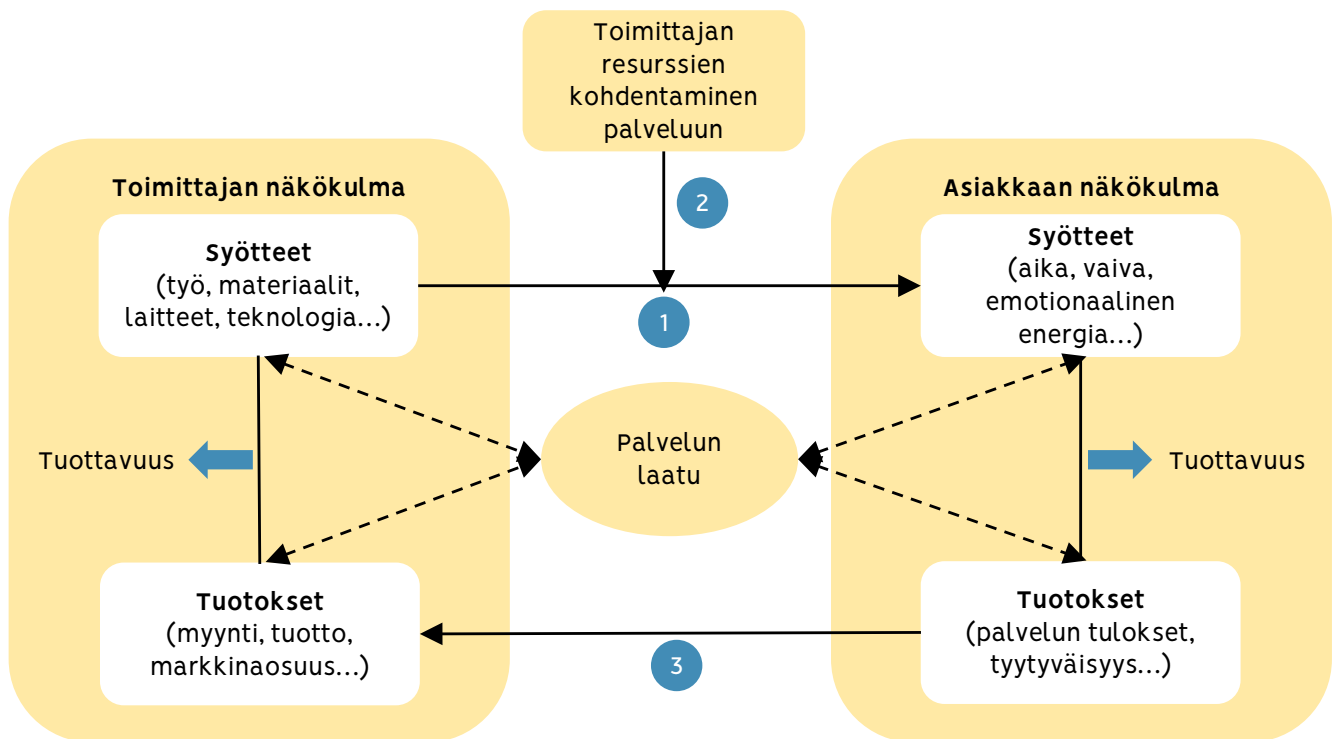 Toimittajan
resurssien
kohdentaminen
palveluun
Toimittajan näkökulma
Syötteet
(työ, materiaalit,
laitteet, teknologia...)
Tuottavuus
Tuotokset
(myynti, tuotto,
markkinaosuus...)
2
1
Palvelun
laatu
3
Asiakkaan näkökulma
Syötteet
(aika, vaiva,
emotionaalinen
energia...)
Tuottavuus
Tuotokset
(palvelun tulokset,
tyytyväisyys...)